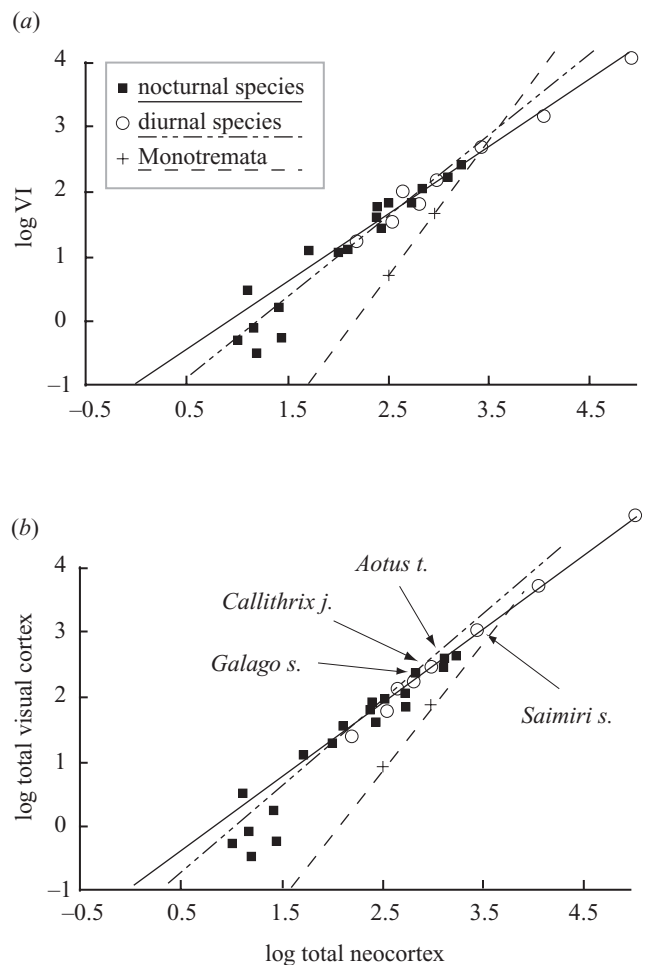 (a)
4
3
2
1
0
–1
log VI
nocturnal species
diurnal species
Monotremata
–0.5 0.5 1.5 2.5 3.5 4.5
(b)
4
3
2
1
0
–1
log total visual cortex
Aotus t.
Callithrix j.
Galago s.
Saimiri s.
–0.5 0.5 1.5 2.5 3.5 4.5
log total neocortex